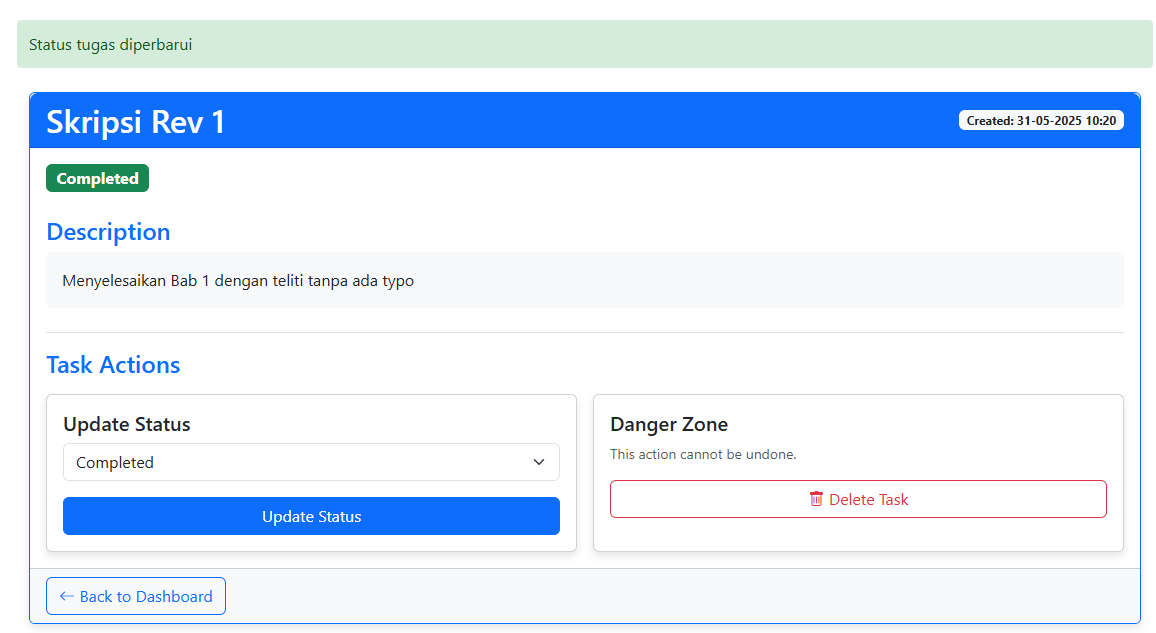 Status tugas diperbarui
Skripsi Rev 1
Created: 31-05-2025 10:20
Completed
Description
Menyelesaikan Bab 1 dengan teliti tanpa ada typo
Task Actions
Update Status
Completed
Update Status
Danger Zone
This action cannot be undone.
Delete Task
← Back to Dashboard